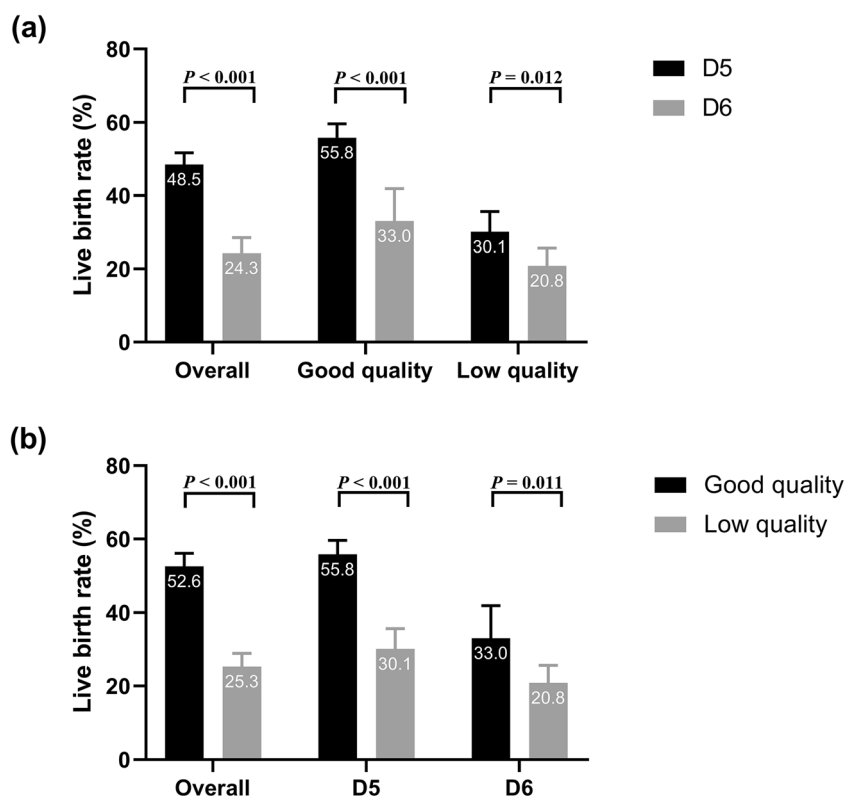 (a)
Live birth rate (%)
80
60
40
20
0
P < 0.001
P < 0.001
P = 0.012
48.5
24.3
55.8
33.0
30.1
20.8
Overall
Good quality
Low quality
D5
D6
(b)
Live birth rate (%)
80
60
40
20
0
P < 0.001
P < 0.001
P = 0.011
52.6
25.3
55.8
30.1
33.0
20.8
Overall
D5
D6
Good quality
Low quality